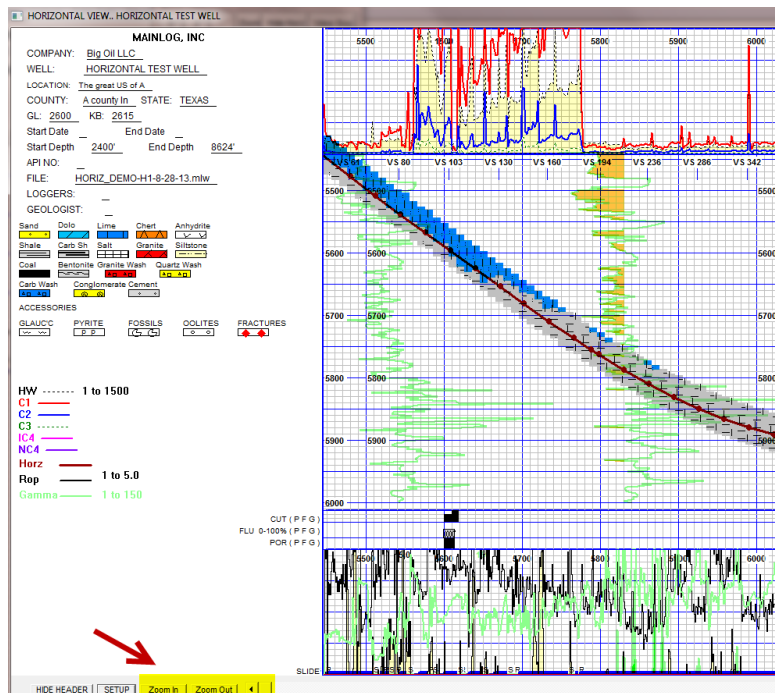 HORIZONTAL VIEW.. HORIZONTAL TEST WELL
MAINLOG, INC
COMPANY: Big Oil LLC
WELL: HORIZONTAL TEST WELL
LOCATION: The great US of A
COUNTY: A county In STATE: TEXAS
GL: 2600 KB: 2615
Start Date _ End Date _
Start Depth 2400' End Depth 8624'
API NO: _
FILE: HORIZ_DEMO-H1-8-28-13.mlw
LOGGERS: _
GEOLOGIST: _
Sand Dolo Lime Chert Anhydrite
Shale Carb Sh Salt Granite Siltstone
Coal Bentonite Granite Wash Quartz Wash
Carb Wash Conglomerate Cement
ACCESSORIES
GLAUC'C PYRITE FOSSILS OOLITES FRACTURES
HW 1 to 1500
C1
C2
C3
IC4
NC4
Horz
Rop 1 to 5.0
Gamma 1 to 150
5500 5700 5800 5900 6000
VS 80 VS 103 VS 130 VS 160 VS 194 VS 236 VS 286 VS 342
5500 5500
5600 5600
5700 5700 5700
5800 5800 5800
5900 5900
6000
CUT ( P F G )
FLU 0-100% ( P F G )
POR ( P F G )
5500 5700 5900 6000
SLIDE
HIDE HEADER SETUP Zoom In Zoom Out